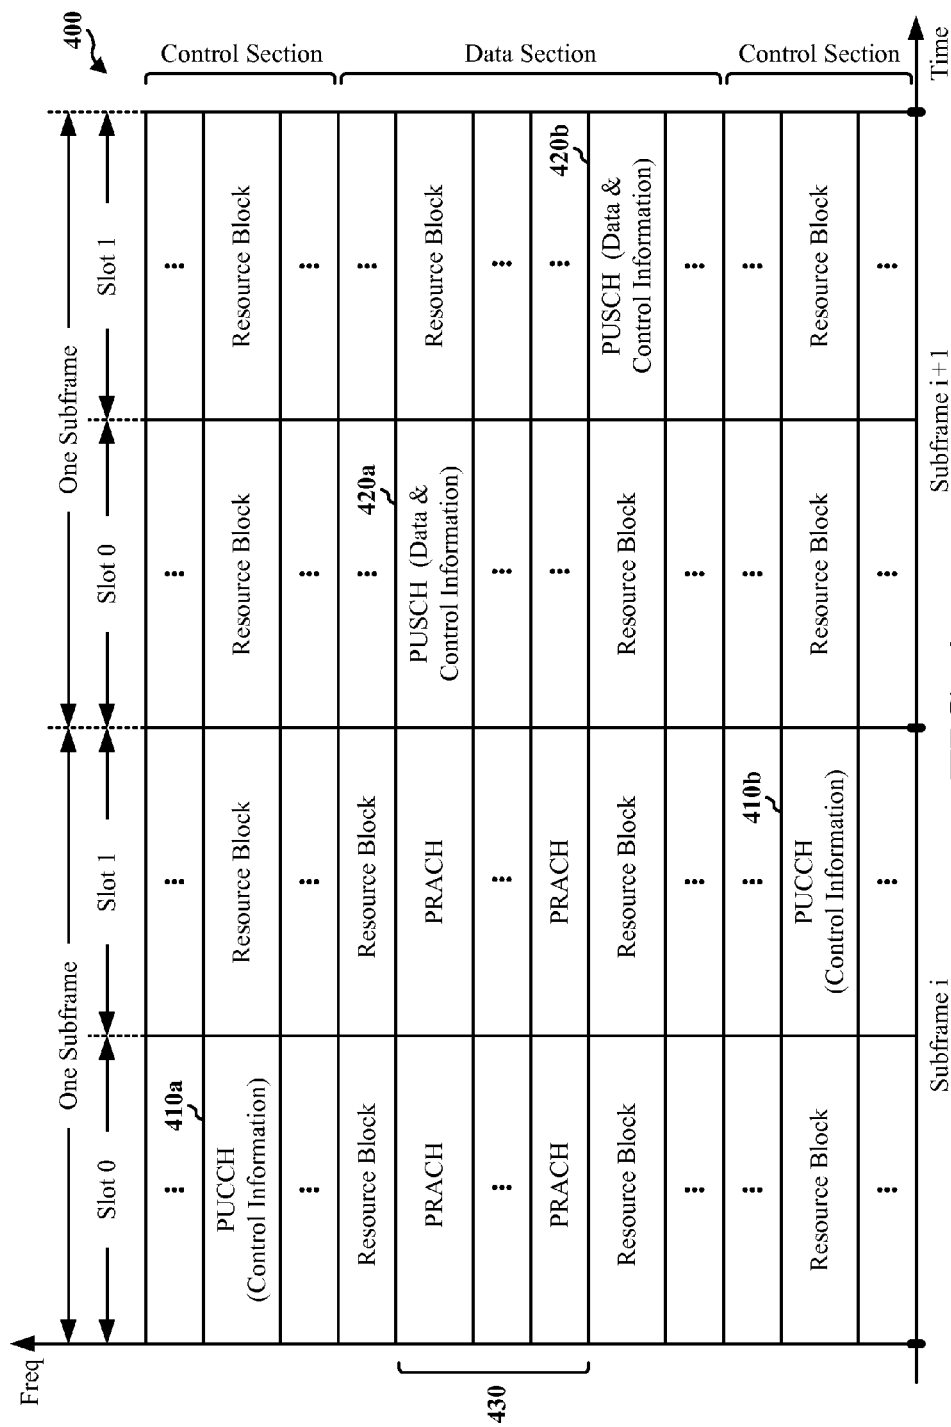 400
Freq
One Subframe
One Subframe
Slot 0
Slot 1
Slot 0
Slot 1
... ... ... ...
410a
PUCCH
(Control Information)
Resource Block
Resource Block
Resource Block
Control Section
... ... ... ...
Resource Block
Resource Block
... ...
420a
430
PRACH
PRACH
PUSCH (Data &
Control Information)
Resource Block
Data Section
... ... ... ...
PRACH
PRACH
... ...
420b
Resource Block
Resource Block
Resource Block
PUSCH (Data &
Control Information)
... ... ... ...
... ... ... ...
410b
Resource Block
PUCCH
(Control Information)
Resource Block
Resource Block
Control Section
... ... ... ...
Subframe i
Subframe i+1
Time